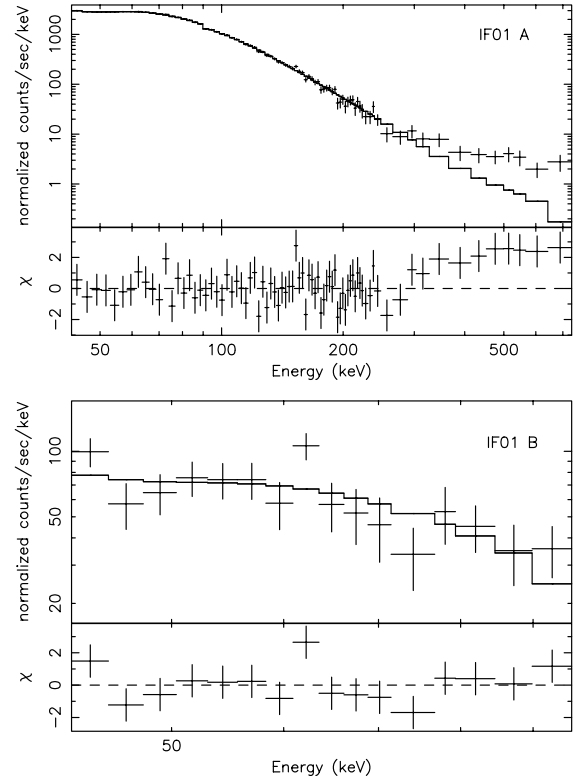 IF01 A
normalized counts/sec/keV
1000
100
10
1
χ
2
0
−2
50
100
200
500
Energy (keV)
IF01 B
normalized counts/sec/keV
100
50
20
χ
2
0
−2
50
Energy (keV)